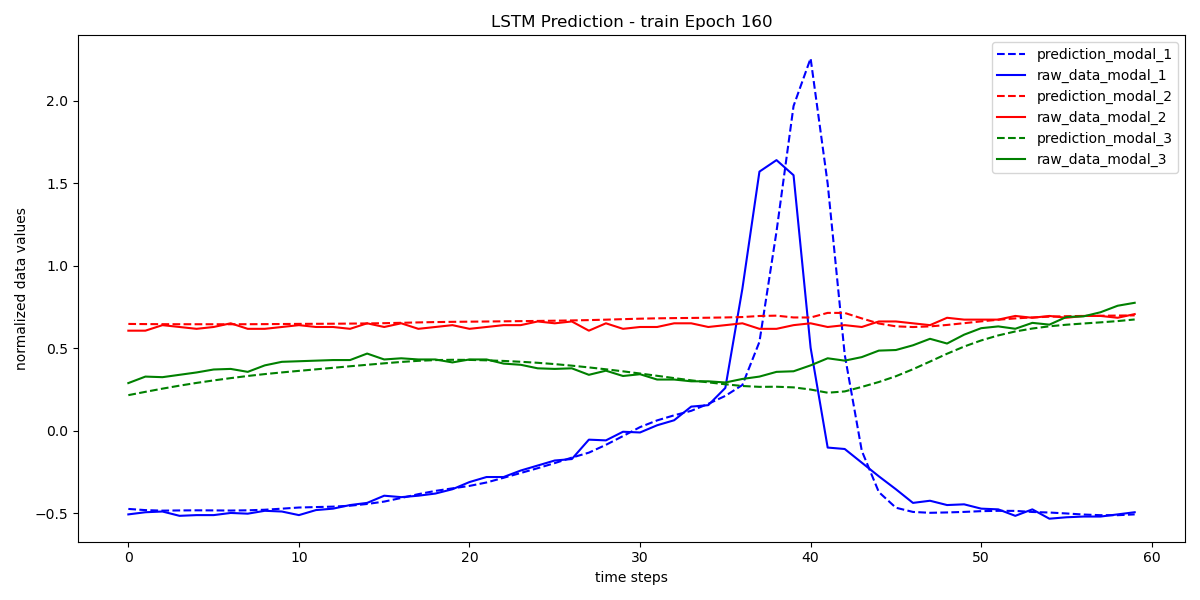 LSTM Prediction - train Epoch 160
prediction_modal_1
raw_data_modal_1
prediction_modal_2
raw_data_modal_2
prediction_modal_3
raw_data_modal_3
normalized data values
2.0
1.5
1.0
0.5
0.0
−0.5
0 10 20 30 40 50 60
time steps